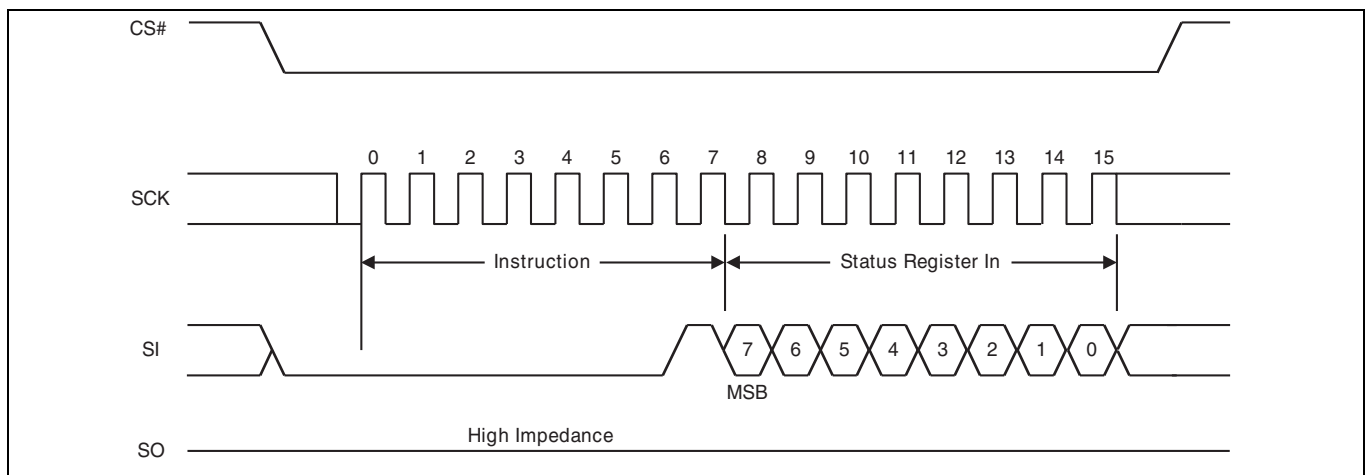 CS#
0 1 2 3 4 5 6 7 8 9 10 11 12 13 14 15
SCK
Instruction Status Register In
SI 7 6 5 4 3 2 1 0
MSB
High Impedance
SO